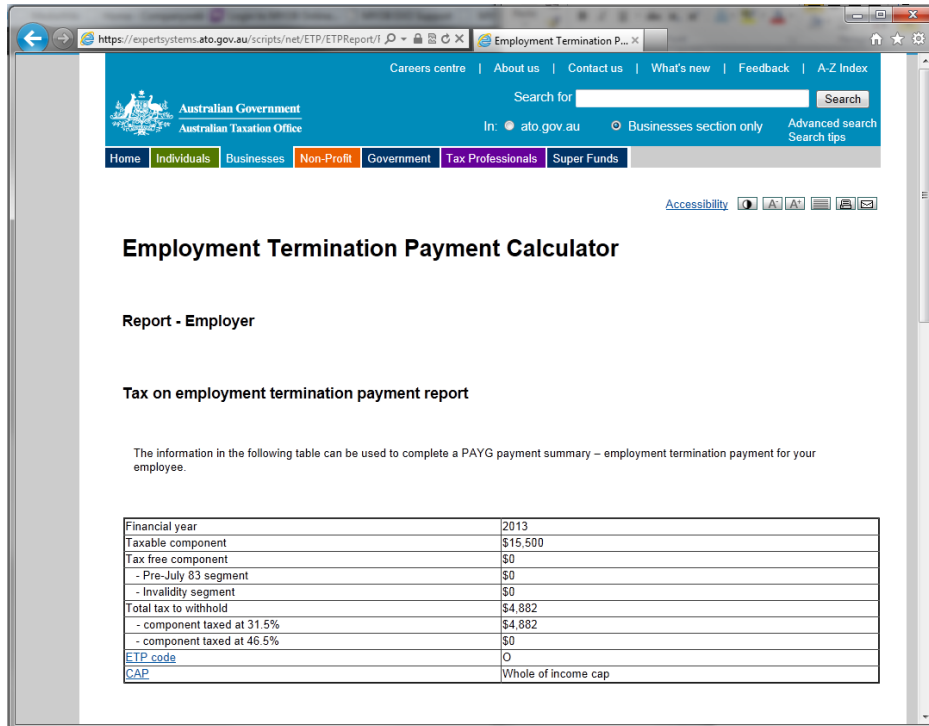 https://expertsystems.ato.gov.au/scripts/net/ETP/ETPReport/
Employment Termination P...
Careers centre | About us | Contact us | What's new | Feedback | A-Z Index
Australian Government
Australian Taxation Office
Search for
Search
In: ato.gov.au Businesses section only
Advanced search
Search tips
Home Individuals Businesses Non-Profit Government Tax Professionals Super Funds
Accessibility A- A+
Employment Termination Payment Calculator
Report - Employer
Tax on employment termination payment report
The information in the following table can be used to complete a PAYG payment summary – employment termination payment for your
employee.
Financial year 2013
Taxable component $15,500
Tax free component $0
- Pre-July 83 segment $0
- Invalidity segment $0
Total tax to withhold $4,882
- component taxed at 31.5% $4,882
- component taxed at 46.5% $0
ETP code O
CAP Whole of income cap